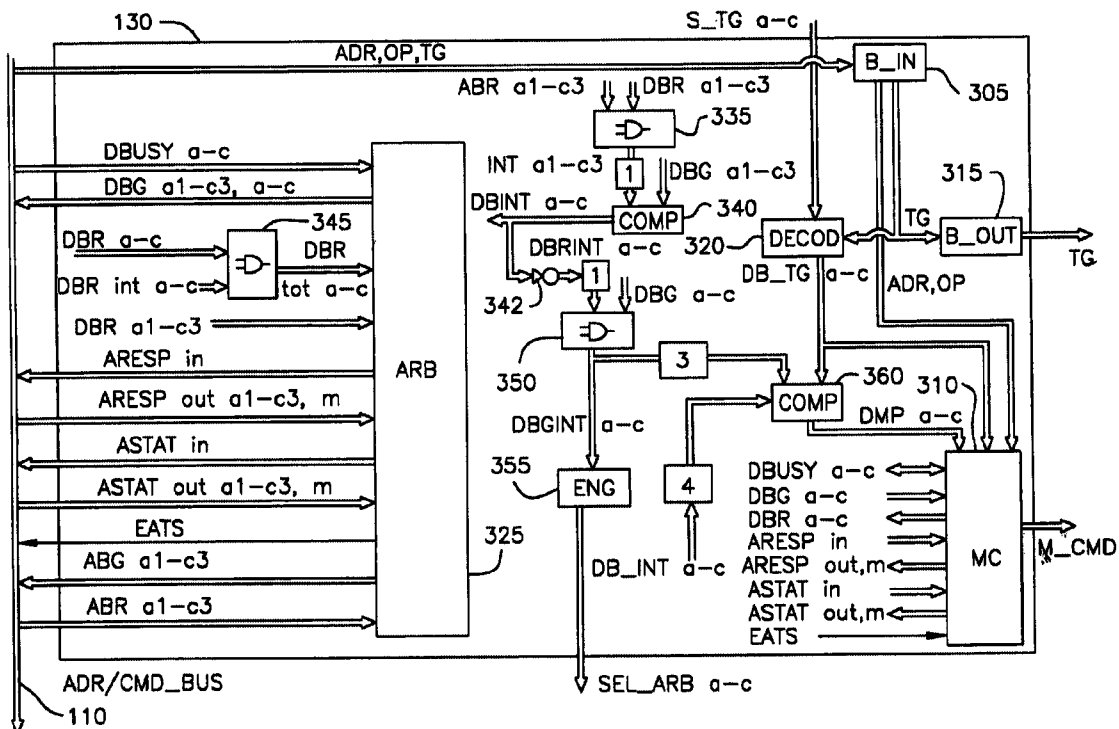 130
S_TG a-c
ADR,OP,TG
B_IN
305
ABR a1-c3
DBR a1-c3
335
DBUSY a-c
DBG a1-c3, a-c
345
DBR a-c
DBR
DBR int a-c
tot a-c
DBR a1-c3
ARESP in
ARB
ARESP out a1-c3, m
ASTAT in
ASTAT out a1-c3, m
EATS
325
ABG a1-c3
ABR a1-c3
INT a1-c3
1
DBG a1-c3
DBINT a-c
COMP
340
DBRINT a-c
1
342
DBG a-c
350
3
DBGINT a-c
355
ENG
4
DB_INT a-c
315
TG
320
DECOD
B_OUT
TG
DB_TG a-c
ADR,OP
360
310
COMP
DMP a-c
DBUSY a-c
DBG a-c
DBR a-c
ARESP in
MC
M_CMD
ARESP out,m
ASTAT in
ASTAT out,m
EATS
ADR/CMD_BUS
SEL_ARB a-c
110